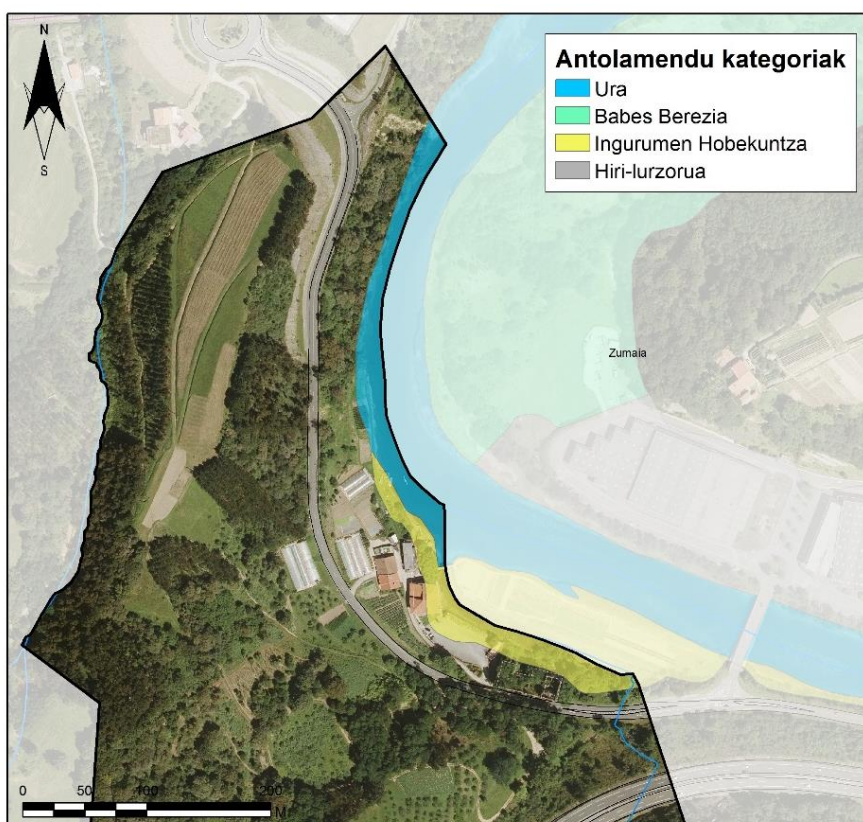 N
S
Antolamendu kategoriak
Ura
Babes Berezia
Ingurumen Hobekuntza
Hiri-lurzorua
Zumaia
0 50 100 200
M